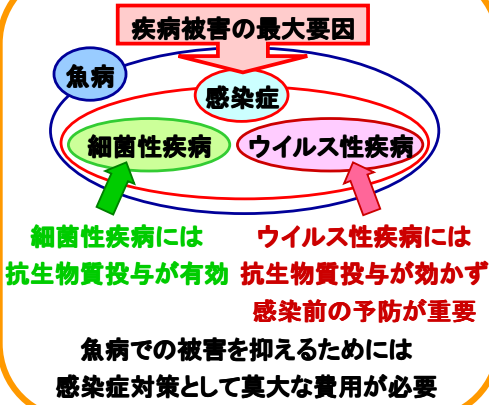 疾病被害の最大要因
魚病
感染症
細菌性疾病
ウイルス性疾病
細菌性疾病には
抗生物質投与が有効
ウイルス性疾病には
抗生物質投与が効かず
感染前の予防が重要
魚病での被害を抑えるためには
感染症対策として莫大な費用が必要